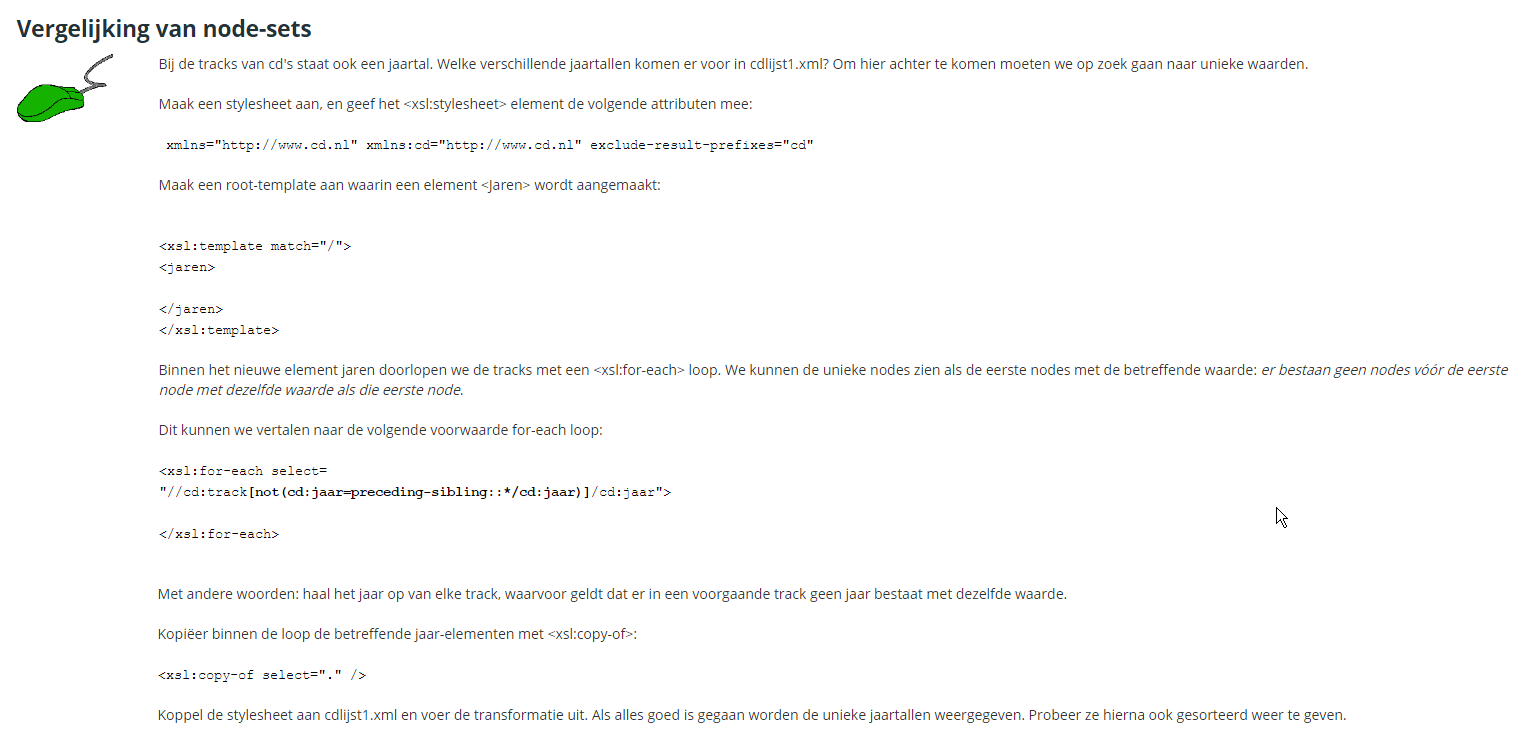 Vergelijking van node-sets
Bij de tracks van cd's staat ook een jaartal. Welke verschillende jaartallen komen er voor in cdlijst1.xml? Om hier achter te komen moeten we op zoek gaan naar unieke waarden.
Maak een stylesheet aan, en geef het <xsl:stylesheet> element de volgende attributen mee:
xmlns="http://www.cd.nl" xmlns:cd="http://www.cd.nl" exclude-result-prefixes="cd"
Maak een root-template aan waarin een element <Jaren> wordt aangemaakt:
<xsl:template match="/">
<jaren>
</jaren>
</xsl:template>
Binnen het nieuwe element jaren doorlopen we de tracks met een <xsl:for-each> loop. We kunnen de unieke nodes zien als de eerste nodes met de betreffende waarde: er bestaan geen nodes vóór de eerste
node met dezelfde waarde als die eerste node.
Dit kunnen we vertalen naar de volgende voorwaarde for-each loop:
<xsl:for-each select=
"//cd:track[not(cd:jaar=preceding-sibling::*/cd:jaar)]/cd:jaar">
</xsl:for-each>
Met andere woorden: haal het jaar op van elke track, waarvoor geldt dat er in een voorgaande track geen jaar bestaat met dezelfde waarde.
Kopiëer binnen de loop de betreffende jaar-elementen met <xsl:copy-of>:
<xsl:copy-of select="." />
Koppel de stylesheet aan cdlijst1.xml en voer de transformatie uit. Als alles goed is gegaan worden de unieke jaartallen weergegeven. Probeer ze hierna ook gesorteerd weer te geven.